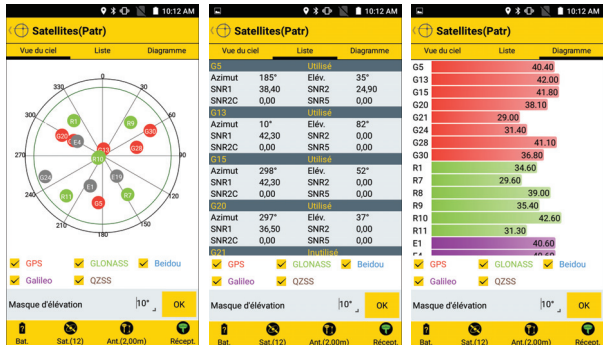 10:12 AM
Satellites(Patr)
Vue du ciel Liste Diagramme
0
330 30
300 60
270 90
240 120
210 150
180
R1 R9 G30 G20 E4 G13 G28 R10
G24 E1 E19 R11 R7 G5
GPS GLONASS Beidou
Galileo QZSS
Masque d'élévation 10° OK
Bat. Sat.(12) Ant.(2,00m) Récept.
10:12 AM
Satellites(Patr)
Vue du ciel Liste Diagramme
G5 Utilisé
Azimut 185° Elév. 35°
SNR1 38,40 SNR2 24,90
SNR2C 0,00 SNR5 0,00
G13 Utilisé
Azimut 10° Elév. 82°
SNR1 42,30 SNR2 0,00
SNR2C 0,00 SNR5 0,00
G15 Utilisé
Azimut 298° Elév. 52°
SNR1 42,30 SNR2 0,00
SNR2C 0,00 SNR5 0,00
G20 Utilisé
Azimut 297° Elév. 37°
SNR1 36,50 SNR2 0,00
SNR2C 0,00 SNR5 0,00
G21 Inutilisé
GPS GLONASS Beidou
Galileo QZSS
Masque d'élévation 10° OK
Bat. Sat.(12) Ant.(2,00m) Récept.
10:12 AM
Satellites(Patr)
Vue du ciel Liste Diagramme
G5 40.40
G13 42.00
G15 41.80
G20 38.10
G21 29.00
G24 31.40
G28 41.10
G30 36.80
R1 34.60
R7 29.60
R8 39.00
R9 35.40
R10 42.60
R11 31.30
E1 40.60
E4 40.60
GPS GLONASS Beidou
Galileo QZSS
Masque d'élévation 10° OK
Bat. Sat.(12) Ant.(2,00m) Récept.